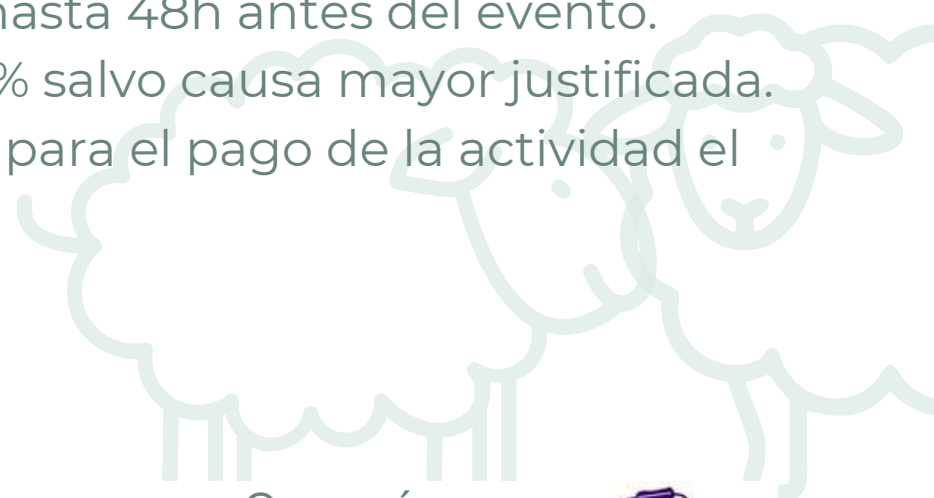 hasta 48h antes del evento.
% salvo causa mayor justificada.
para el pago de la actividad el